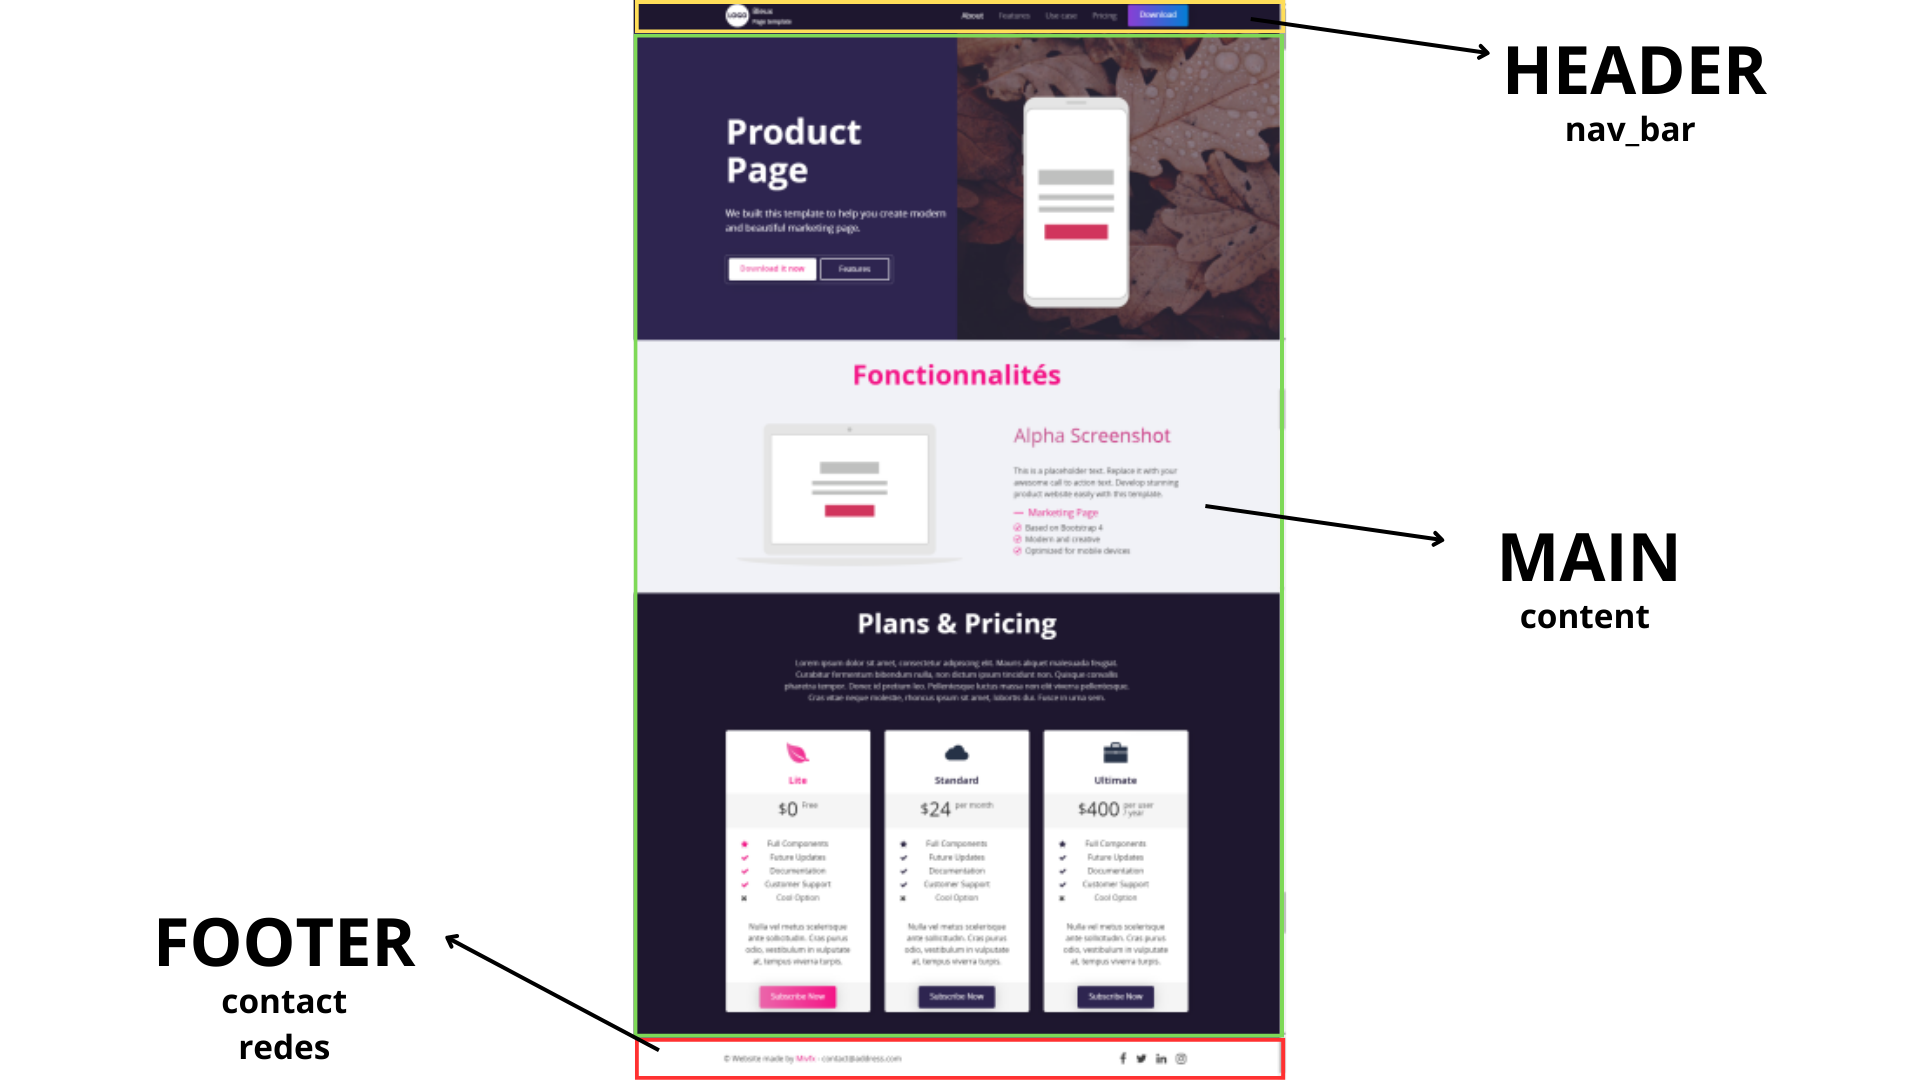 LOGO
Page template
About
Features
Use case
Pricing
Download
HEADER
nav_bar
Product
Page
We built this template to help you create modern
and beautiful marketing page.
Download it now
Features
Fonctionnalités
Alpha Screenshot
This is a placeholder text. Replace it with your
awesome call to action text. Develop stunning
product website easily with this template.
— Marketing Page
Based on Bootstrap 4
Modern and creative
Optimized for mobile devices
MAIN
content
Plans & Pricing
Lorem ipsum dolor sit amet, consectetur adipiscing elit. Mauris aliquet malesuada feugiat.
Curabitur fermentum bibendum nulla, non dictum ipsum tincidunt non. Quisque convallis
pharetra tempor. Donec id pretium leo. Pellentesque luctus massa non elit viverra pellentesque.
Cras vitae neque molestie, rhoncus ipsum sit amet, lobortis dui. Fusce in urna sem.
Lite
$0 Free
Full Components
Future Updates
Documentation
Customer Support
Cool Option
Nulla vel metus scelerisque
ante sollicitudin. Cras purus
odio, vestibulum in vulputate
at, tempus viverra turpis.
Subscribe Now
Standard
$24 per month
Full Components
Future Updates
Documentation
Customer Support
Cool Option
Nulla vel metus scelerisque
ante sollicitudin. Cras purus
odio, vestibulum in vulputate
at, tempus viverra turpis.
Subscribe Now
Ultimate
$400 per user
/ year
Full Components
Future Updates
Documentation
Customer Support
Cool Option
Nulla vel metus scelerisque
ante sollicitudin. Cras purus
odio, vestibulum in vulputate
at, tempus viverra turpis.
Subscribe Now
FOOTER
contact
redes
© Website made by - contact@address.com